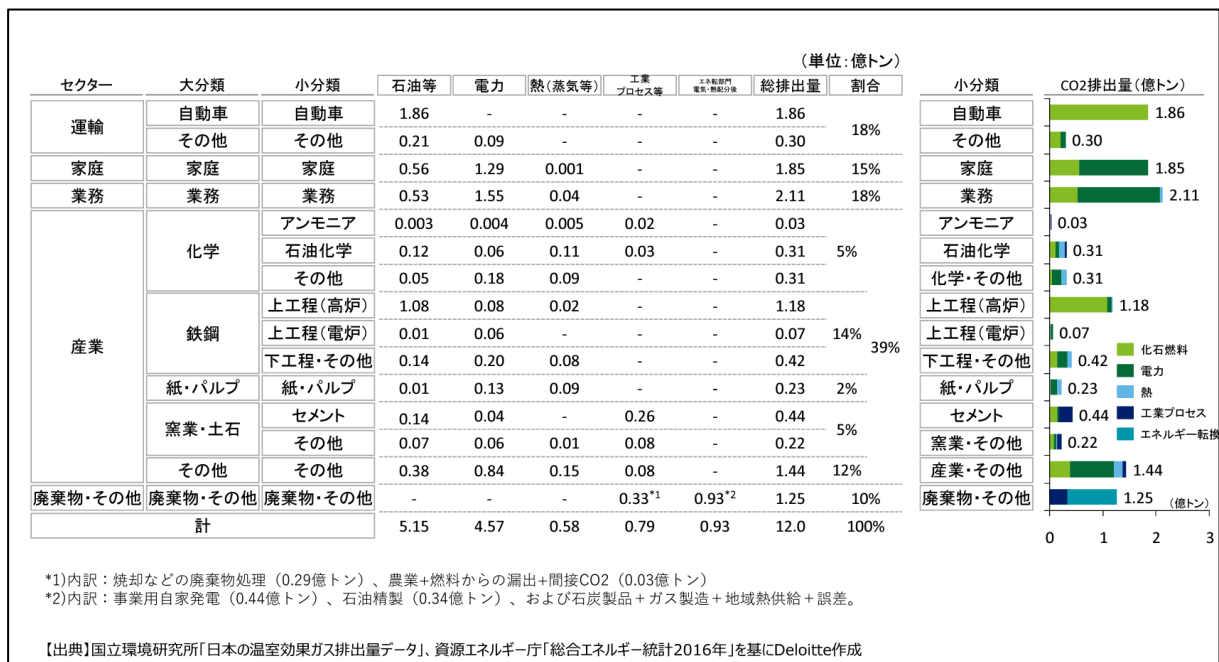 (単位：億トン)
セクター 大分類 小分類 石油等 電力 熱(蒸気等) 工業プロセス等 エネ転部門電気・熱配分後 総排出量 割合
運輸 自動車 自動車 1.86 - - - - 1.86 18%
その他 その他 0.21 0.09 - - - 0.30
家庭 家庭 家庭 0.56 1.29 0.001 - - 1.85 15%
業務 業務 業務 0.53 1.55 0.04 - - 2.11 18%
産業 化学 アンモニア 0.003 0.004 0.005 0.02 - 0.03 5% 39%
石油化学 0.12 0.06 0.11 0.03 - 0.31
その他 0.05 0.18 0.09 - - 0.31
鉄鋼 上工程(高炉) 1.08 0.08 0.02 - - 1.18 14%
上工程(電炉) 0.01 0.06 - - - 0.07
下工程・その他 0.14 0.20 0.08 - - 0.42
紙・パルプ 紙・パルプ 0.01 0.13 0.09 - - 0.23 2%
窯業・土石 セメント 0.14 0.04 - 0.26 - 0.44 5%
その他 0.07 0.06 0.01 0.08 - 0.22
その他 その他 0.38 0.84 0.15 0.08 - 1.44 12%
廃棄物・その他 廃棄物・その他 廃棄物・その他 - - - 0.33*1 0.93*2 1.25 10%
計 5.15 4.57 0.58 0.79 0.93 12.0 100%
小分類 CO2排出量(億トン)
自動車 1.86
その他 0.30
家庭 1.85
業務 2.11
アンモニア 0.03
石油化学 0.31
化学・その他 0.31
上工程(高炉) 1.18
上工程(電炉) 0.07
下工程・その他 0.42
紙・パルプ 0.23
セメント 0.44
窯業・その他 0.22
産業・その他 1.44
廃棄物・その他 1.25
化石燃料
電力
熱
工業プロセス
エネルギー転換
(億トン)
0 1 2 3
*1)内訳：焼却などの廃棄物処理（0.29億トン）、農業+燃料からの漏出+間接CO2（0.03億トン）
*2)内訳：事業用自家発電（0.44億トン）、石油精製（0.34億トン）、および石炭製品＋ガス製造＋地域熱供給＋誤差。
【出典】国立環境研究所「日本の温室効果ガス排出量データ」、資源エネルギー庁「総合エネルギー統計2016年」を基にDeloitte作成